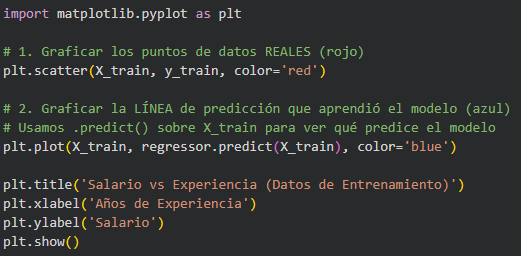 import matplotlib.pyplot as plt
# 1. Graficar los puntos de datos REALES (rojo)
plt.scatter(X_train, y_train, color='red')
# 2. Graficar la LÍNEA de predicción que aprendió el modelo (azul)
# Usamos .predict() sobre X_train para ver qué predice el modelo
plt.plot(X_train, regressor.predict(X_train), color='blue')
plt.title('Salario vs Experiencia (Datos de Entrenamiento)')
plt.xlabel('Años de Experiencia')
plt.ylabel('Salario')
plt.show()